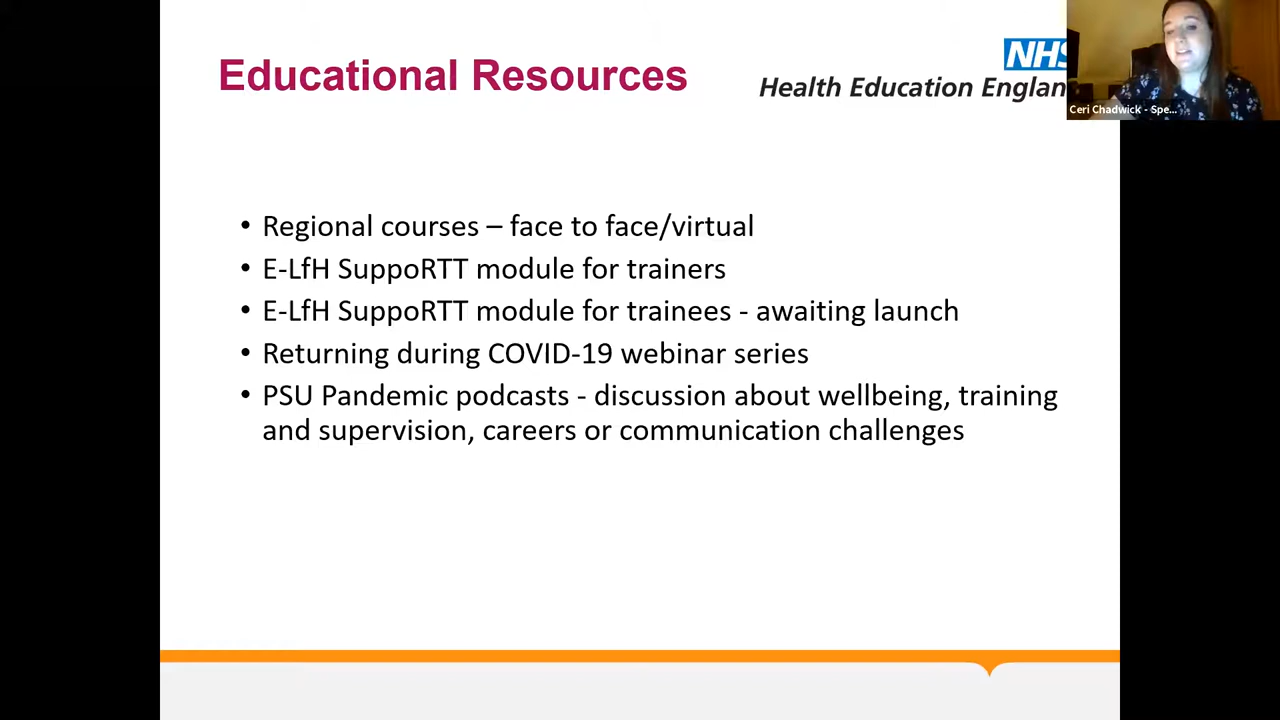 Educational Resources
NHS
Health Education Englan
Ceri Chadwick - Spe...
• Regional courses – face to face/virtual
• E-LfH SuppoRTT module for trainers
• E-LfH SuppoRTT module for trainees - awaiting launch
• Returning during COVID-19 webinar series
• PSU Pandemic podcasts - discussion about wellbeing, training
and supervision, careers or communication challenges